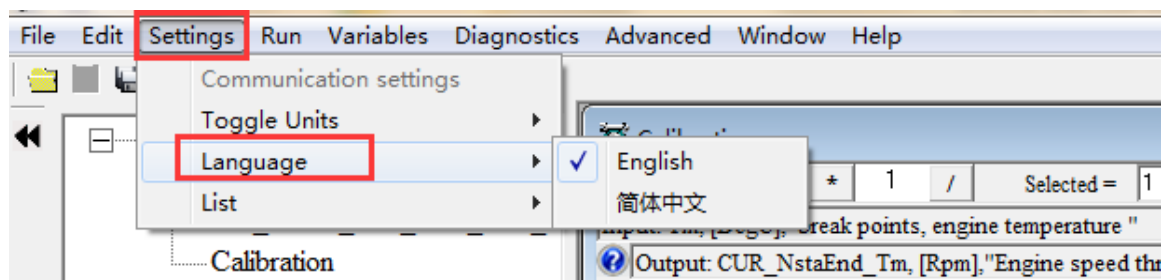 File Edit Settings Run Variables Diagnostics Advanced Window Help
Communication settings
Toggle Units
Language
List
English
简体中文
* 1 / Selected = 1
break points, engine temperature "
Calibration
Output: CUR_NstaEnd_Tm, [Rpm],"Engine speed thr